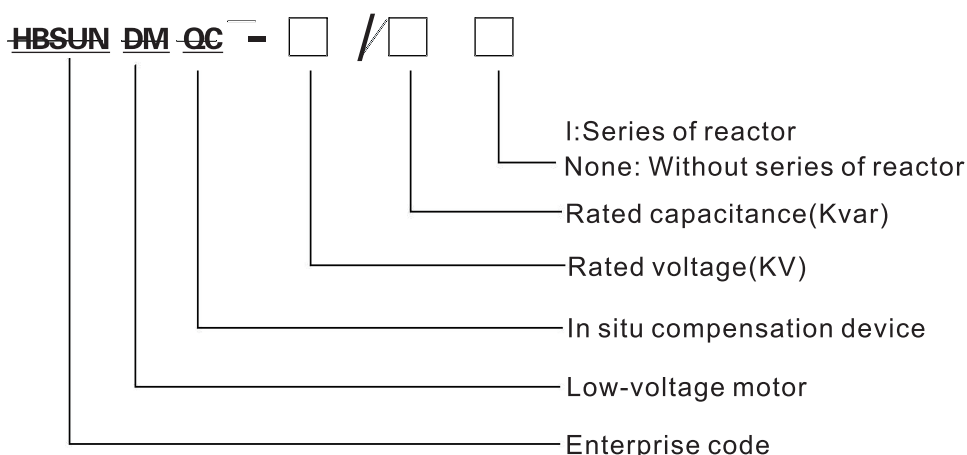 HBSUN DM QC - □ / □ □
I:Series of reactor
None: Without series of reactor
Rated capacitance(Kvar)
Rated voltage(KV)
In situ compensation device
Low-voltage motor
Enterprise code